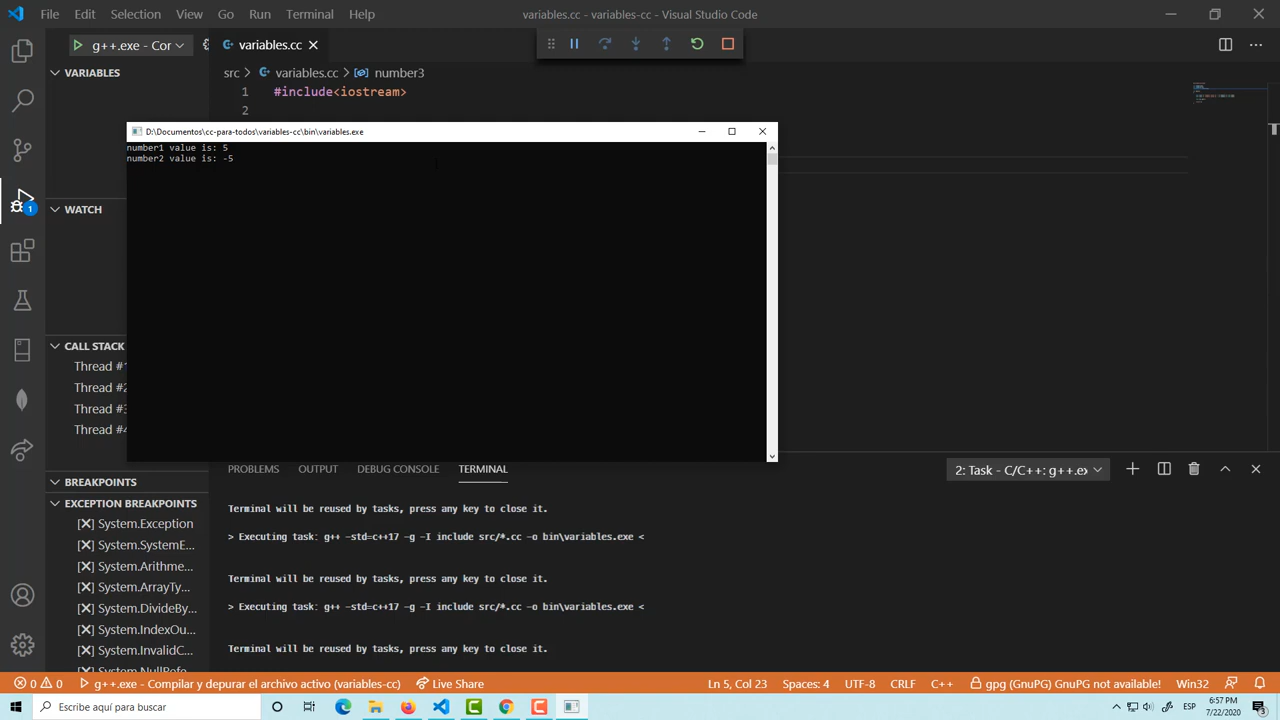 File Edit Selection View Go Run Terminal Help
variables.cc - variables-cc - Visual Studio Code
g++.exe - Cor
variables.cc
VARIABLES
src > variables.cc > number3
1 #include<iostream>
2
D:\Documentos\cc-para-todos\variables-cc\bin\variables.exe
number1 value is: 5
number2 value is: -5
1
WATCH
CALL STACK
Thread #1
Thread #2
Thread #3
Thread #4
BREAKPOINTS
EXCEPTION BREAKPOINTS
System.Exception
System.SystemE...
System.Arithme...
System.ArrayTy...
System.DivideBy...
System.IndexOu...
System.InvalidC...
System.NullRefe...
PROBLEMS OUTPUT DEBUG CONSOLE TERMINAL
2: Task - C/C++: g++.ex
Terminal will be reused by tasks, press any key to close it.
> Executing task: g++ -std=c++17 -g -I include src/*.cc -o bin\variables.exe <
Terminal will be reused by tasks, press any key to close it.
> Executing task: g++ -std=c++17 -g -I include src/*.cc -o bin\variables.exe <
Terminal will be reused by tasks, press any key to close it.
0 0 g++.exe - Compilar y depurar el archivo activo (variables-cc) Live Share
Ln 5, Col 23 Spaces: 4 UTF-8 CRLF C++ gpg (GnuPG) GnuPG not available! Win32
Escribe aquí para buscar
ESP
6:57 PM
7/22/2020